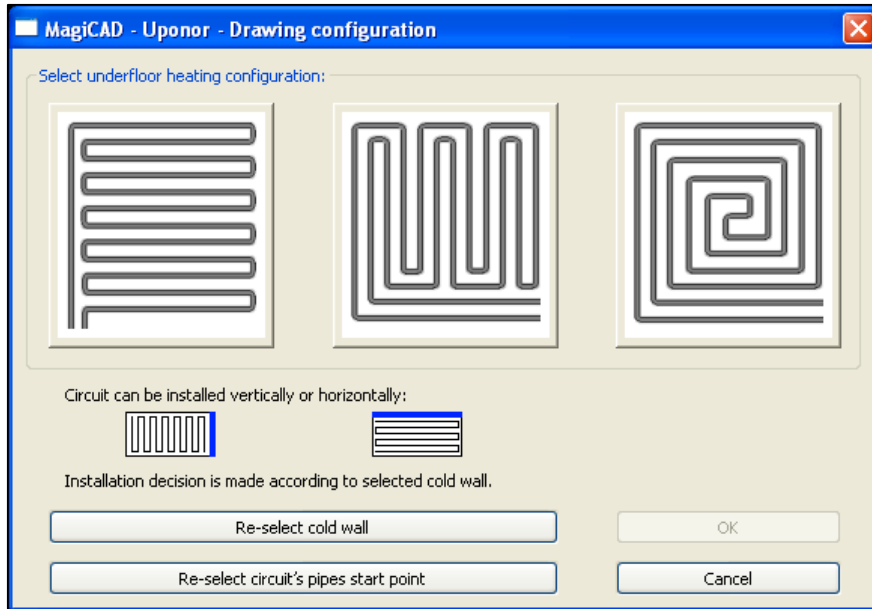 MagiCAD - Uponor - Drawing configuration
Select underfloor heating configuration:
Circuit can be installed vertically or horizontally:
Installation decision is made according to selected cold wall.
Re-select cold wall
OK
Re-select circuit's pipes start point
Cancel